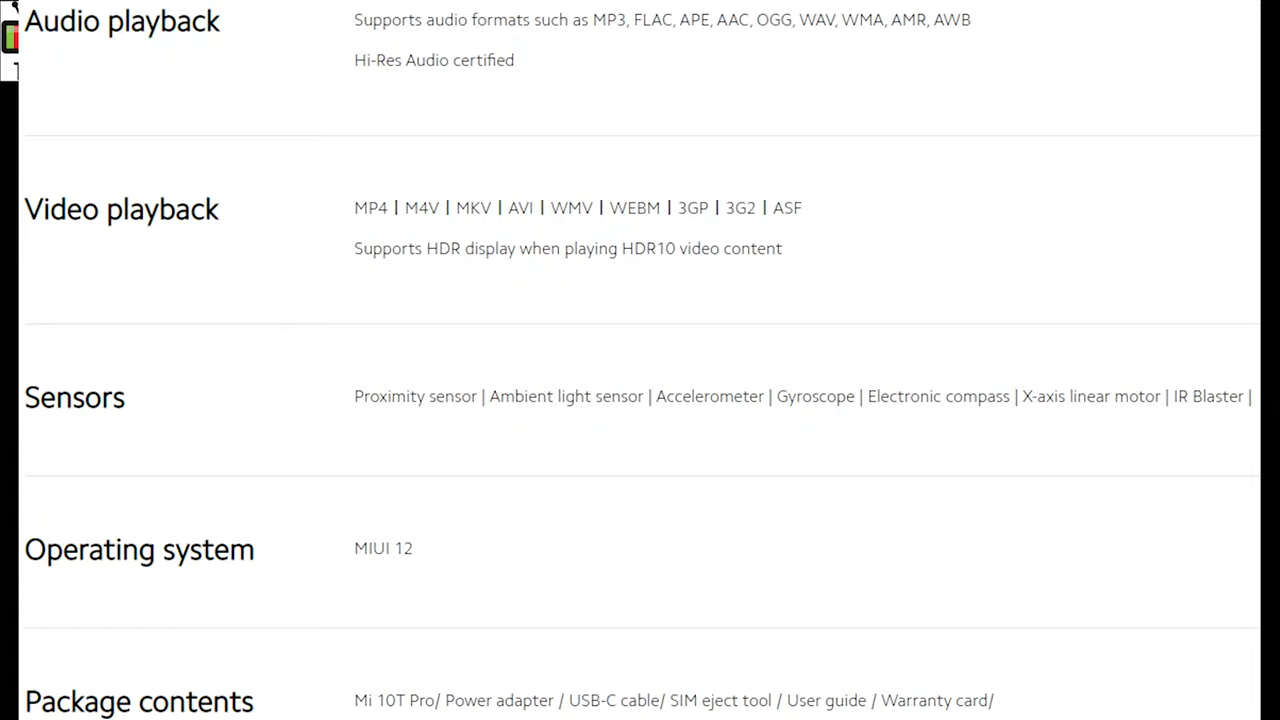 Audio playback
Supports audio formats such as MP3, FLAC, APE, AAC, OGG, WAV, WMA, AMR, AWB
Hi-Res Audio certified
Video playback
MP4 | M4V | MKV | AVI | WMV | WEBM | 3GP | 3G2 | ASF
Supports HDR display when playing HDR10 video content
Sensors
Proximity sensor | Ambient light sensor | Accelerometer | Gyroscope | Electronic compass | X-axis linear motor | IR Blaster |
Operating system
MIUI 12
Package contents
Mi 10T Pro/ Power adapter / USB-C cable/ SIM eject tool / User guide / Warranty card/